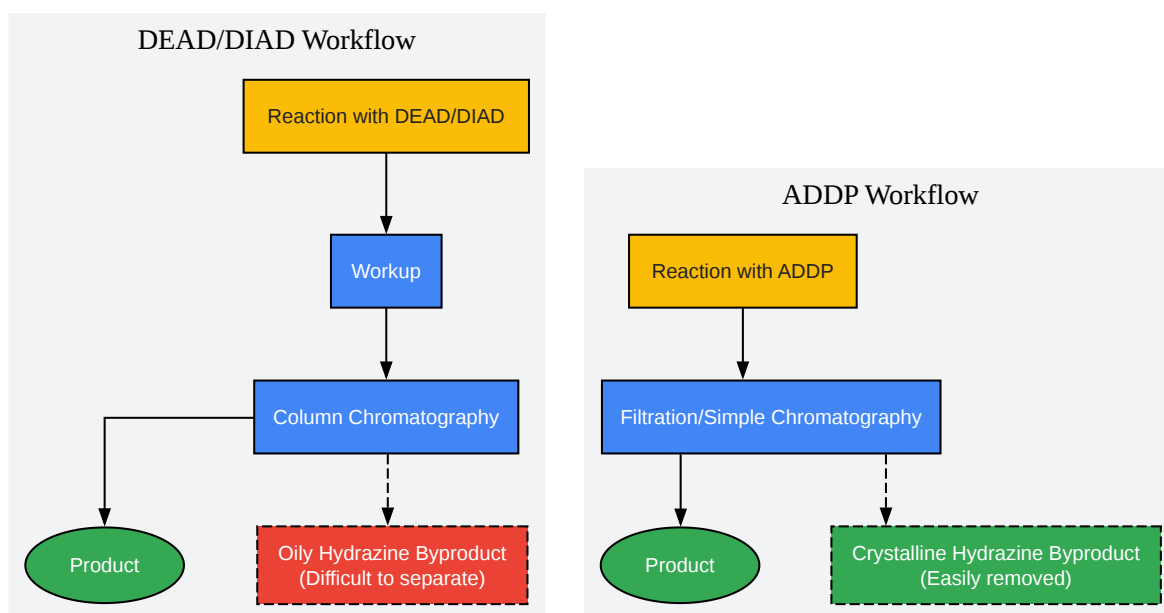 DEAD/DIAD Workflow
Reaction with DEAD/DIAD
Workup
Column Chromatography
Product
Oily Hydrazine Byproduct
(Difficult to separate)
ADDP Workflow
Reaction with ADDP
Filtration/Simple Chromatography
Product
Crystalline Hydrazine Byproduct
(Easily removed)